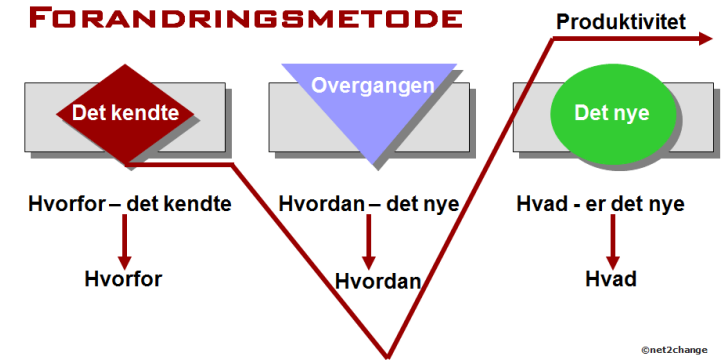 FORANDRINGSMETODE
Produktivitet
Det kendte
Overgangen
Det nye
Hvorfor – det kendte
Hvordan – det nye
Hvad - er det nye
Hvorfor
Hvordan
Hvad
©net2change